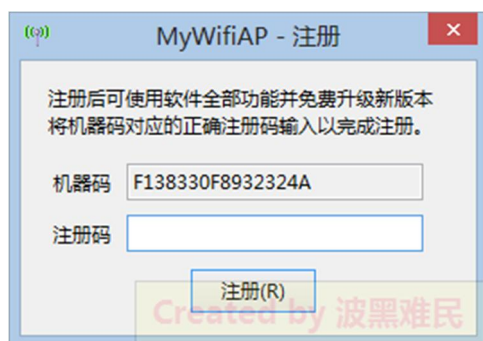 MyWifiAP - 注册
注册后可使用软件全部功能并免费升级新版本
将机器码对应的正确注册码输入以完成注册。
机器码 F138330F8932324A
注册码
注册(R)
Created by 波黑难民